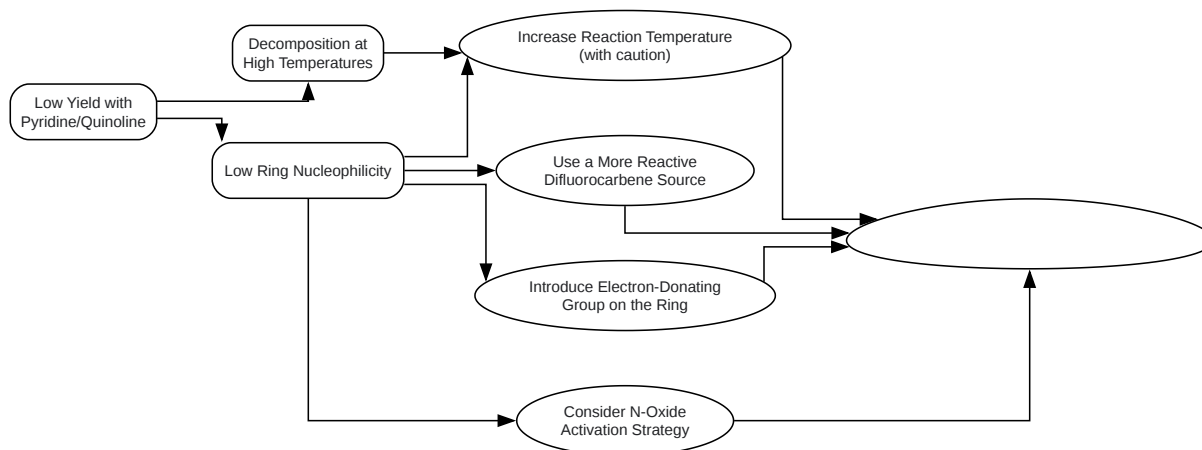 Decomposition at
High Temperatures
Increase Reaction Temperature
(with caution)
Low Yield with
Pyridine/Quinoline
Low Ring Nucleophilicity
Use a More Reactive
Difluorocarbene Source
Introduce Electron-Donating
Group on the Ring
Consider N-Oxide
Activation Strategy